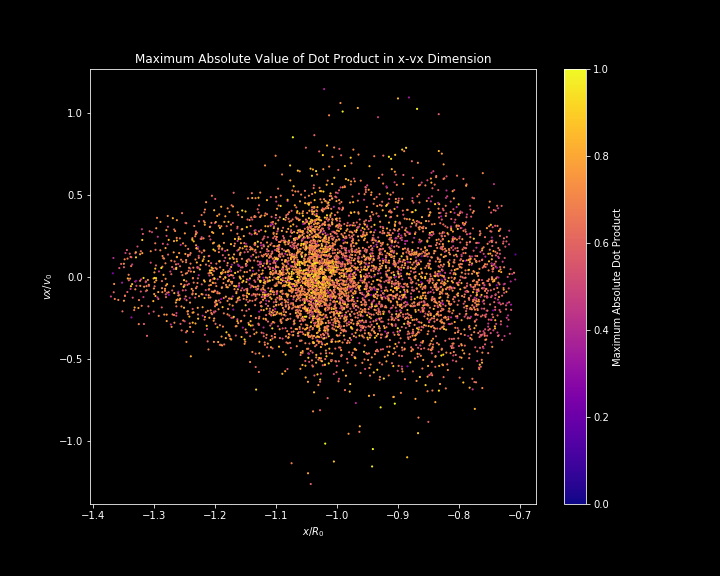 Maximum Absolute Value of Dot Product in x-vx Dimension
1.0
0.5
0.0
−0.5
−1.0
vx/v₀
−1.4 −1.3 −1.2 −1.1 −1.0 −0.9 −0.8 −0.7
x/R₀
1.0
0.8
0.6
0.4
0.2
0.0
Maximum Absolute Dot Product